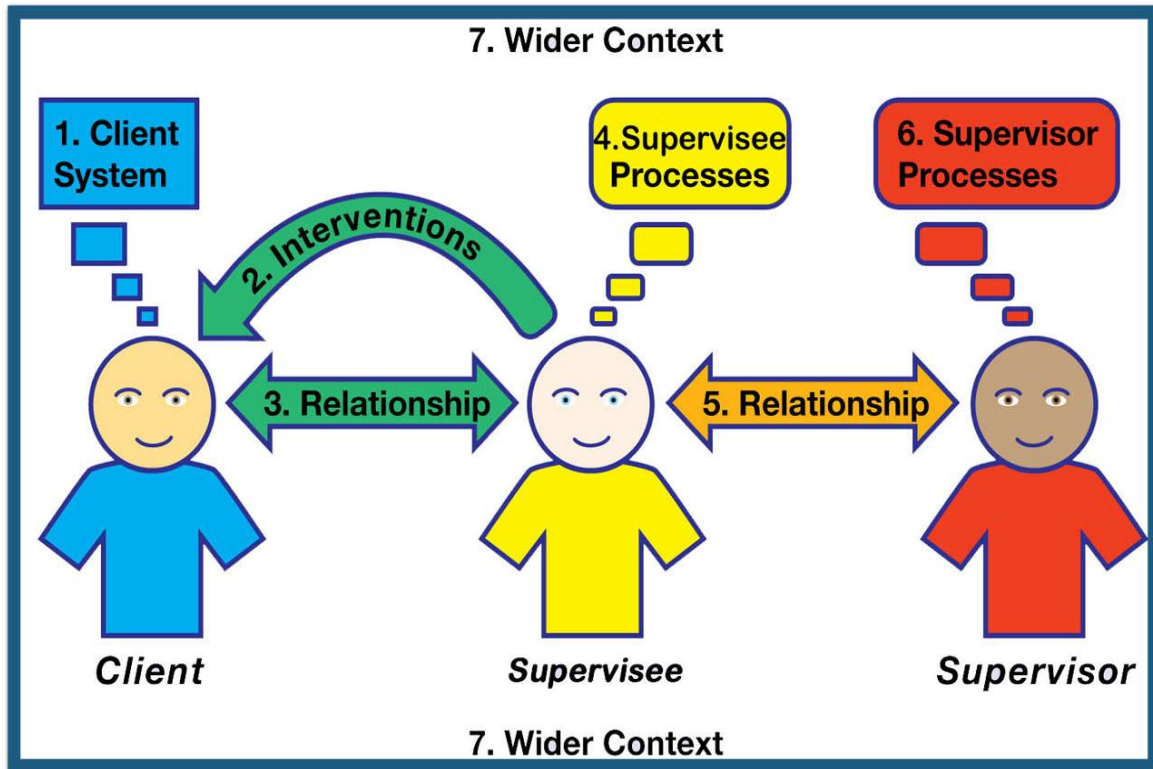 7. Wider Context
1. Client
System
4.Supervisee
Processes
6. Supervisor
Processes
2. Interventions
3. Relationship
5. Relationship
Client
Supervisee
Supervisor
7. Wider Context